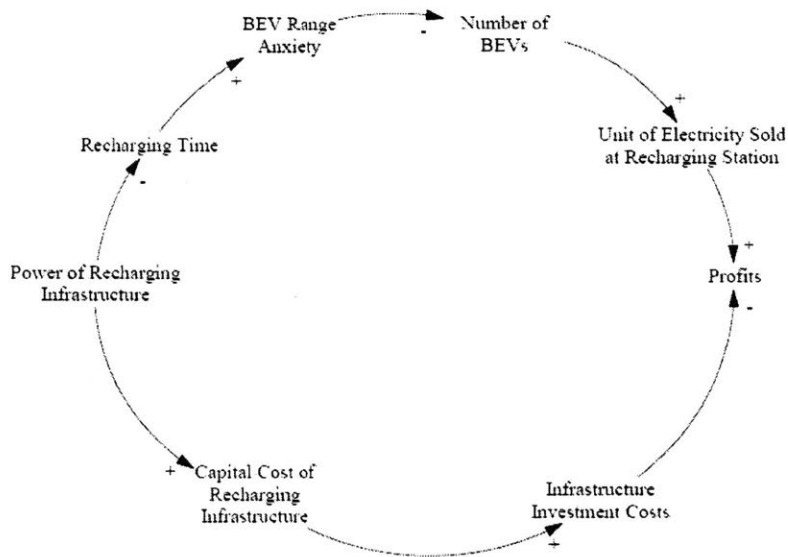 BEV Range
Anxiety
-
Number of
BEVs
+
Recharging Time
+
Unit of Electricity Sold
at Recharging Station
-
Power of Recharging
Infrastructure
+
Profits
-
+
Capital Cost of
Recharging
Infrastructure
Infrastructure
Investment Costs
+